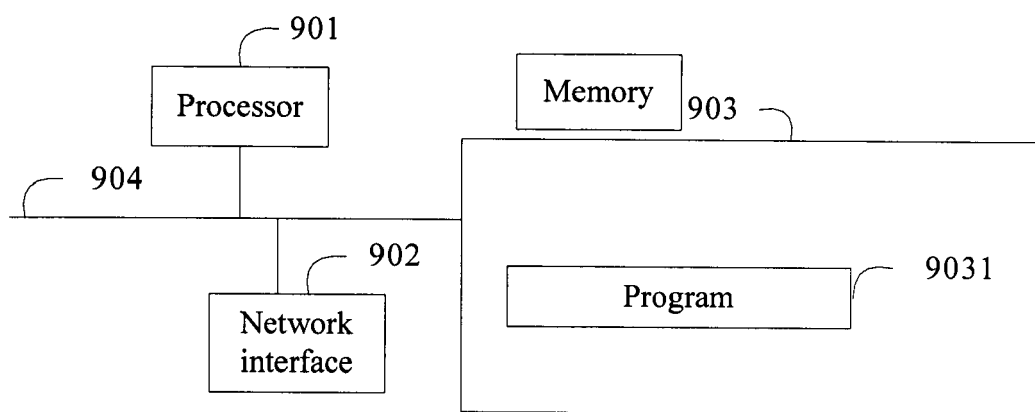 901
Processor
Memory
903
904
902
Network
interface
9031
Program